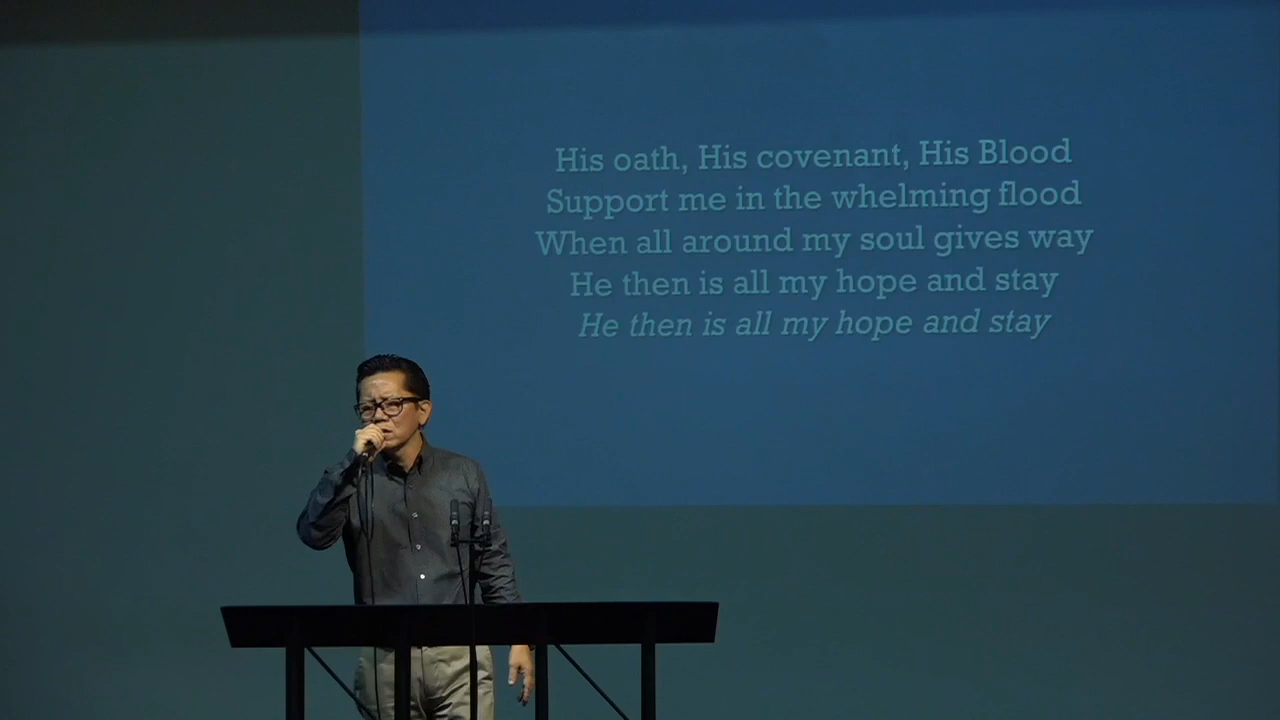 His oath, His covenant, His Blood
Support me in the whelming flood
When all around my soul gives way
He then is all my hope and stay
He then is all my hope and stay